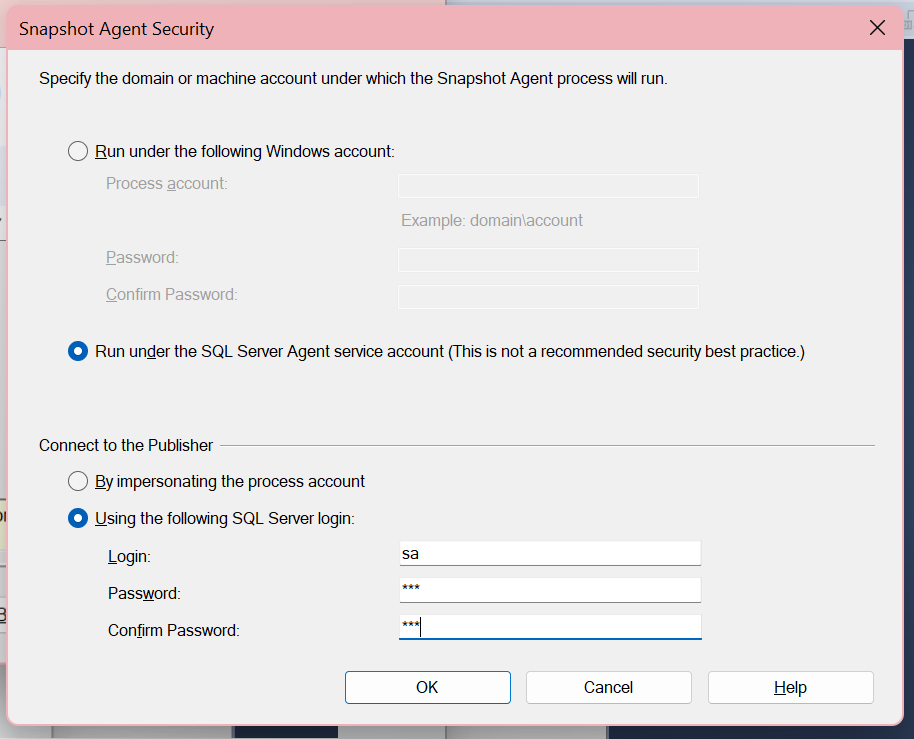 Snapshot Agent Security
Specify the domain or machine account under which the Snapshot Agent process will run.
Run under the following Windows account:
Process account:
Example: domain\account
Password:
Confirm Password:
Run under the SQL Server Agent service account (This is not a recommended security best practice.)
Connect to the Publisher
By impersonating the process account
Using the following SQL Server login:
Login: sa
Password: ***
Confirm Password: ***
OK Cancel Help